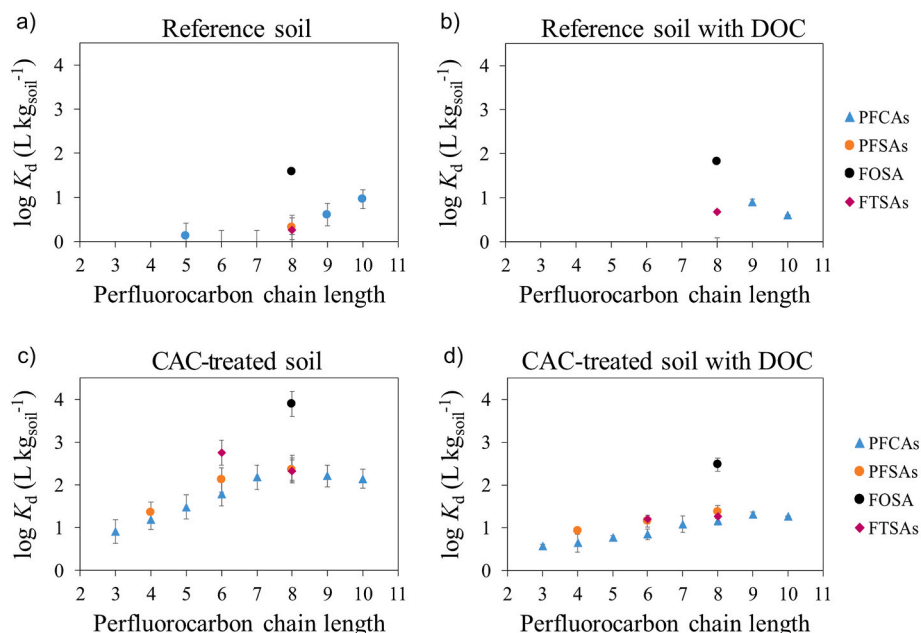 a)
Reference soil
log Kd (L kgsoil-1)
4
3
2
1
0
2 3 4 5 6 7 8 9 10 11
Perfluorocarbon chain length
b)
Reference soil with DOC
log Kd (L kgsoil-1)
4
3
2
1
0
2 3 4 5 6 7 8 9 10 11
Perfluorocarbon chain length
PFCAs
PFSAs
FOSA
FTSAs
c)
CAC-treated soil
log Kd (L kgsoil-1)
4
3
2
1
0
2 3 4 5 6 7 8 9 10 11
Perfluorocarbon chain length
d)
CAC-treated soil with DOC
log Kd (L kgsoil-1)
4
3
2
1
0
2 3 4 5 6 7 8 9 10 11
Perfluorocarbon chain length
PFCAs
PFSAs
FOSA
FTSAs